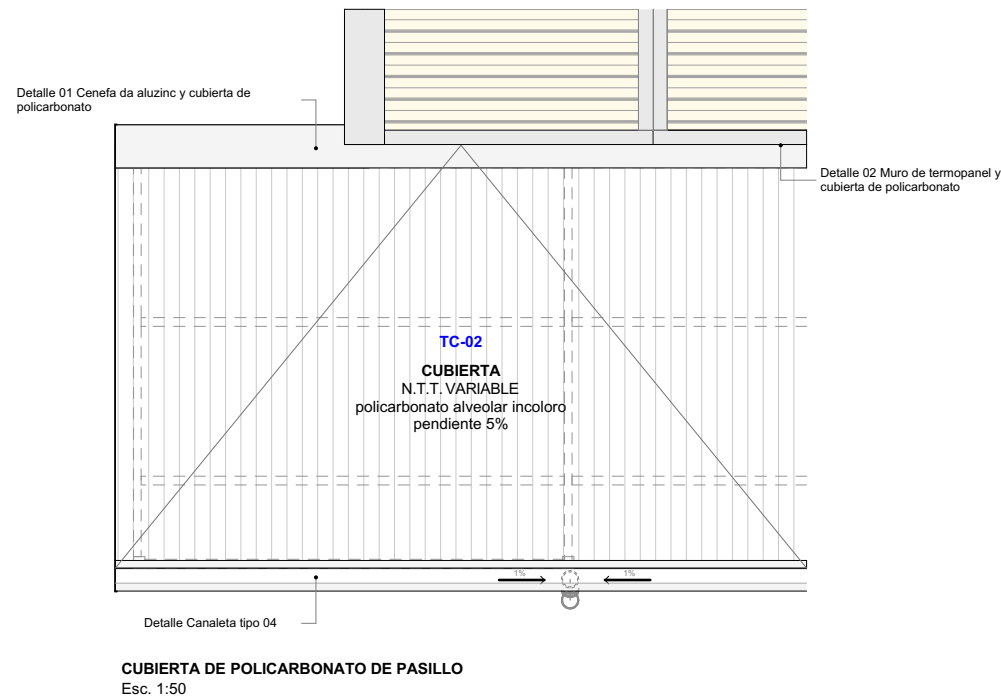 Detalle 01 Cenefa da aluzinc y cubierta de
policarbonato
Detalle 02 Muro de termopanel y
cubierta de policarbonato
TC-02
CUBIERTA
N.T.T. VARIABLE
policarbonato alveolar incoloro
pendiente 5%
1%
1%
Detalle Canaleta tipo 04
CUBIERTA DE POLICARBONATO DE PASILLO
Esc. 1:50